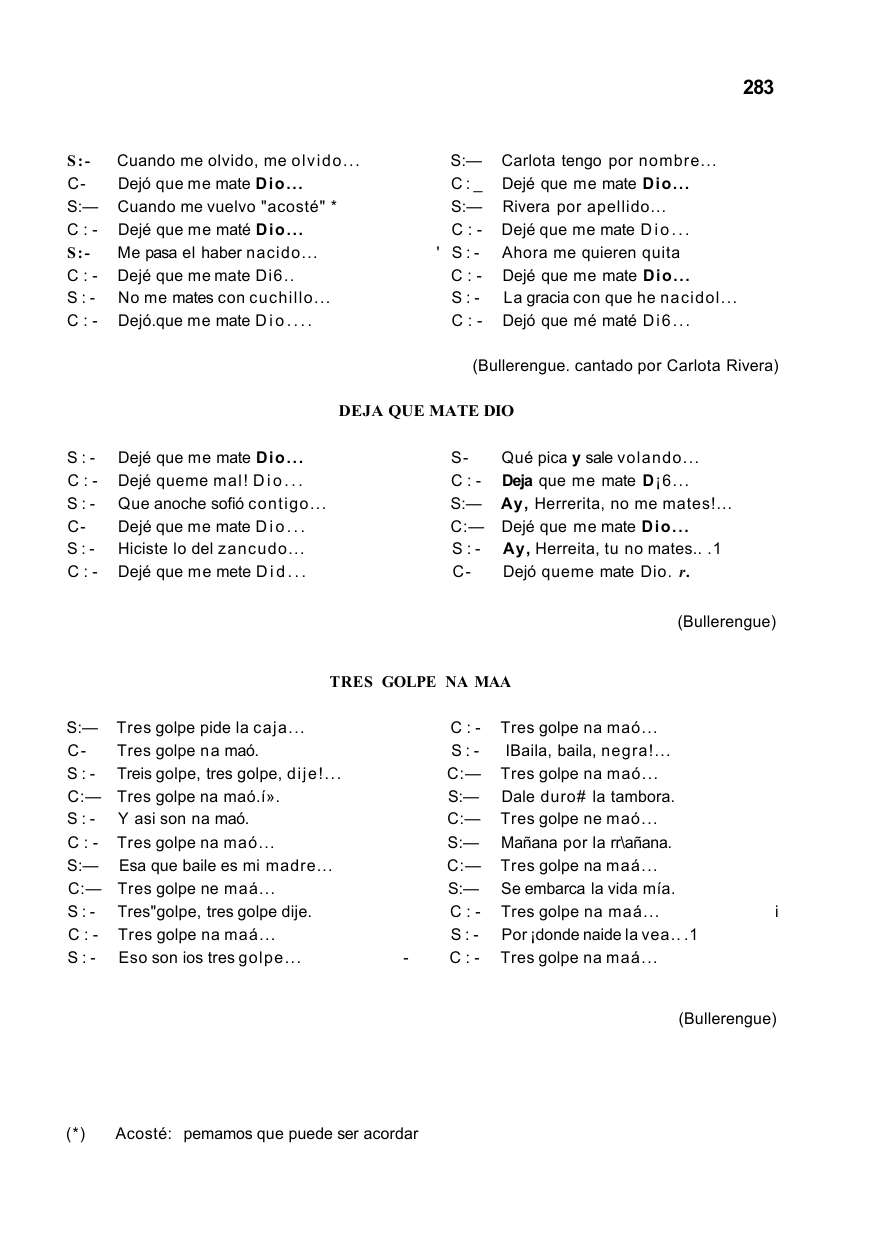 283
S:- Cuando me olvido, me olvido...
C- Dejó que me mate Dio...
S:— Cuando me vuelvo "acosté" *
C:- Dejé que me maté Dio...
S:- Me pasa el haber nacido...
C:- Dejé que me mate Di6..
S:- No me mates con cuchillo...
C:- Dejó.que me mate Dio....
S:— Carlota tengo por nombre...
C:_ Dejé que me mate Dio...
S:— Rivera por apellido...
C:- Dejé que me mate Dio...
' S:- Ahora me quieren quita
C:- Dejé que me mate Dio...
S:- La gracia con que he nacidol...
C:- Dejó que mé maté Di6...
(Bullerengue. cantado por Carlota Rivera)
DEJA QUE MATE DIO
S:- Dejé que me mate Dio...
C:- Dejé queme mal! Dio...
S:- Que anoche sofió contigo...
C- Dejé que me mate Dio...
S:- Hiciste lo del zancudo...
C:- Dejé que me mete Did...
S- Qué pica y sale volando...
C:- Deja que me mate D¡6...
S:— Ay, Herrerita, no me mates!...
C:— Dejé que me mate Dio...
S:- Ay, Herreita, tu no mates.. .1
C- Dejó queme mate Dio. r.
(Bullerengue)
TRES GOLPE NA MAA
S:— Tres golpe pide la caja...
C- Tres golpe na maó.
S:- Treis golpe, tres golpe, dije!...
C:— Tres golpe na maó.í».
S:- Y asi son na maó.
C:- Tres golpe na maó...
S:— Esa que baile es mi madre...
C:— Tres golpe ne maá...
S:- Tres"golpe, tres golpe dije.
C:- Tres golpe na maá...
S:- Eso son ios tres golpe... -
C:- Tres golpe na maó...
S:- IBaila, baila, negra!...
C:— Tres golpe na maó...
S:— Dale duro# la tambora.
C:— Tres golpe ne maó...
S:— Mañana por la rr\añana.
C:— Tres golpe na maá...
S:— Se embarca la vida mía.
C:- Tres golpe na maá... i
S:- Por ¡donde naide la vea.. .1
C:- Tres golpe na maá...
(Bullerengue)
(*) Acosté: pemamos que puede ser acordar